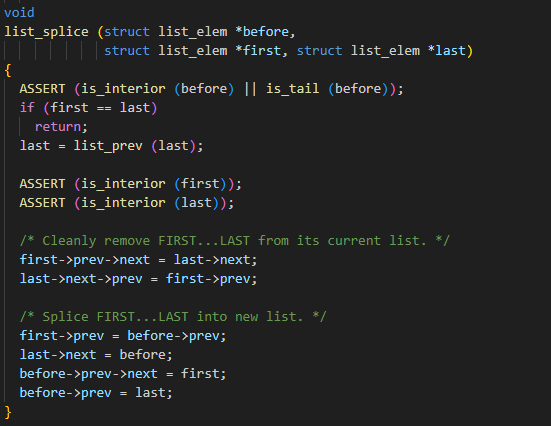 void
list_splice (struct list_elem *before,
             struct list_elem *first, struct list_elem *last)
{
  ASSERT (is_interior (before) || is_tail (before));
  if (first == last)
    return;
  last = list_prev (last);

  ASSERT (is_interior (first));
  ASSERT (is_interior (last));

  /* Cleanly remove FIRST...LAST from its current list. */
  first->prev->next = last->next;
  last->next->prev = first->prev;

  /* Splice FIRST...LAST into new list. */
  first->prev = before->prev;
  last->next = before;
  before->prev->next = first;
  before->prev = last;
}